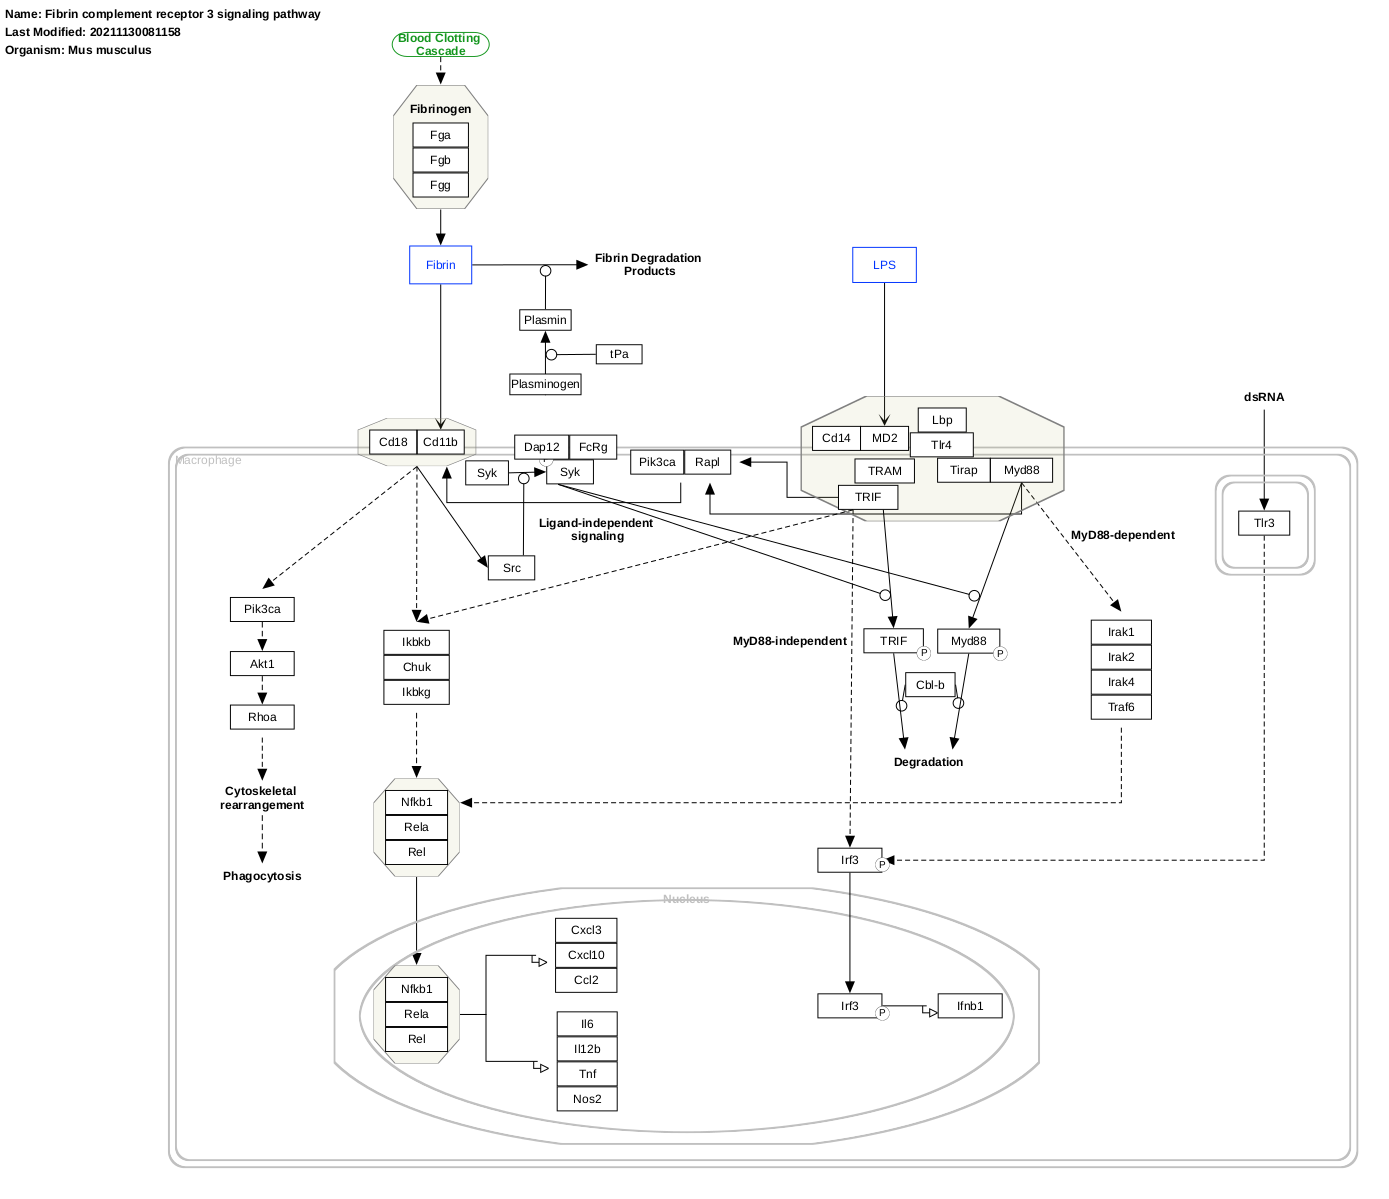 Name: Fibrin complement receptor 3 signaling pathway
Last Modified: 20211130081158
Organism: Mus musculus
Blood Clotting
Cascade
Fibrinogen
Fga
Fgb
Fgg
Fibrin
Fibrin Degradation
Products
LPS
Plasmin
tPa
Plasminogen
dsRNA
Cd18
Cd11b
Dap12
FcRg
Cd14
MD2
Lbp
Tlr4
Macrophage
Syk
Syk
Pik3ca
Rapl
TRAM
Tirap
Myd88
TRIF
Tlr3
Ligand-independent
signaling
MyD88-dependent
Src
Pik3ca
Akt1
Rhoa
Ikbkb
Chuk
Ikbkg
MyD88-independent
TRIF
P
Myd88
P
Cbl-b
Irak1
Irak2
Irak4
Traf6
Degradation
Cytoskeletal
rearrangement
Phagocytosis
Nfkb1
Rela
Rel
Irf3
P
Nucleus
Cxcl3
Cxcl10
Ccl2
Nfkb1
Rela
Rel
Irf3
P
Ifnb1
Il6
Il12b
Tnf
Nos2